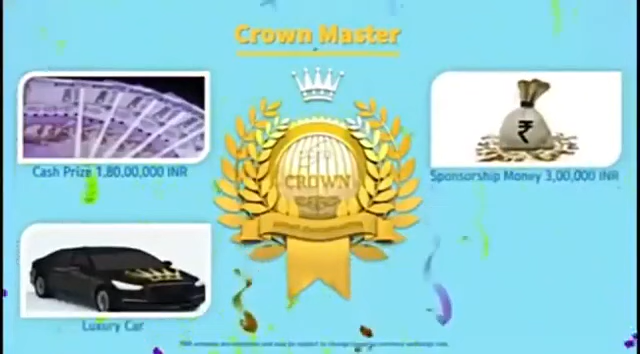 Crown Master
Cash Prize 1,80,00,000 INR
Sponsorship Money 3,00,000 INR
₹
CROWN
Luxury Car